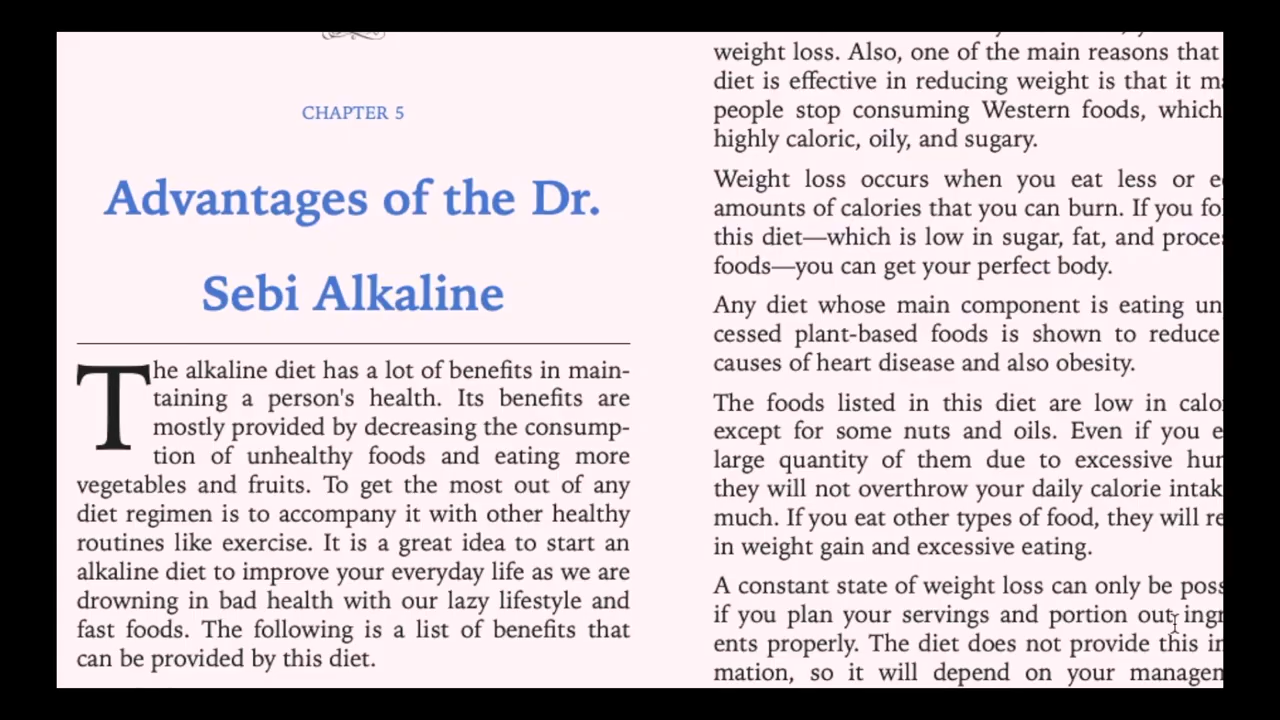 CHAPTER 5
Advantages of the Dr.
Sebi Alkaline
The alkaline diet has a lot of benefits in main-
taining a person's health. Its benefits are
mostly provided by decreasing the consump-
tion of unhealthy foods and eating more
vegetables and fruits. To get the most out of any
diet regimen is to accompany it with other healthy
routines like exercise. It is a great idea to start an
alkaline diet to improve your everyday life as we are
drowning in bad health with our lazy lifestyle and
fast foods. The following is a list of benefits that
can be provided by this diet.
weight loss. Also, one of the main reasons that
diet is effective in reducing weight is that it
people stop consuming Western foods, which
highly caloric, oily, and sugary.
Weight loss occurs when you eat less or
amounts of calories that you can burn. If you
this diet—which is low in sugar, fat, and
foods—you can get your perfect body.
Any diet whose main component is eating
cessed plant-based foods is shown to reduce
causes of heart disease and also obesity.
The foods listed in this diet are low in
except for some nuts and oils. Even if you
large quantity of them due to excessive
they will not overthrow your daily calorie
much. If you eat other types of food, they will
in weight gain and excessive eating.
A constant state of weight loss can only be
if you plan your servings and portion out
ents properly. The diet does not provide this
mation, so it will depend on your